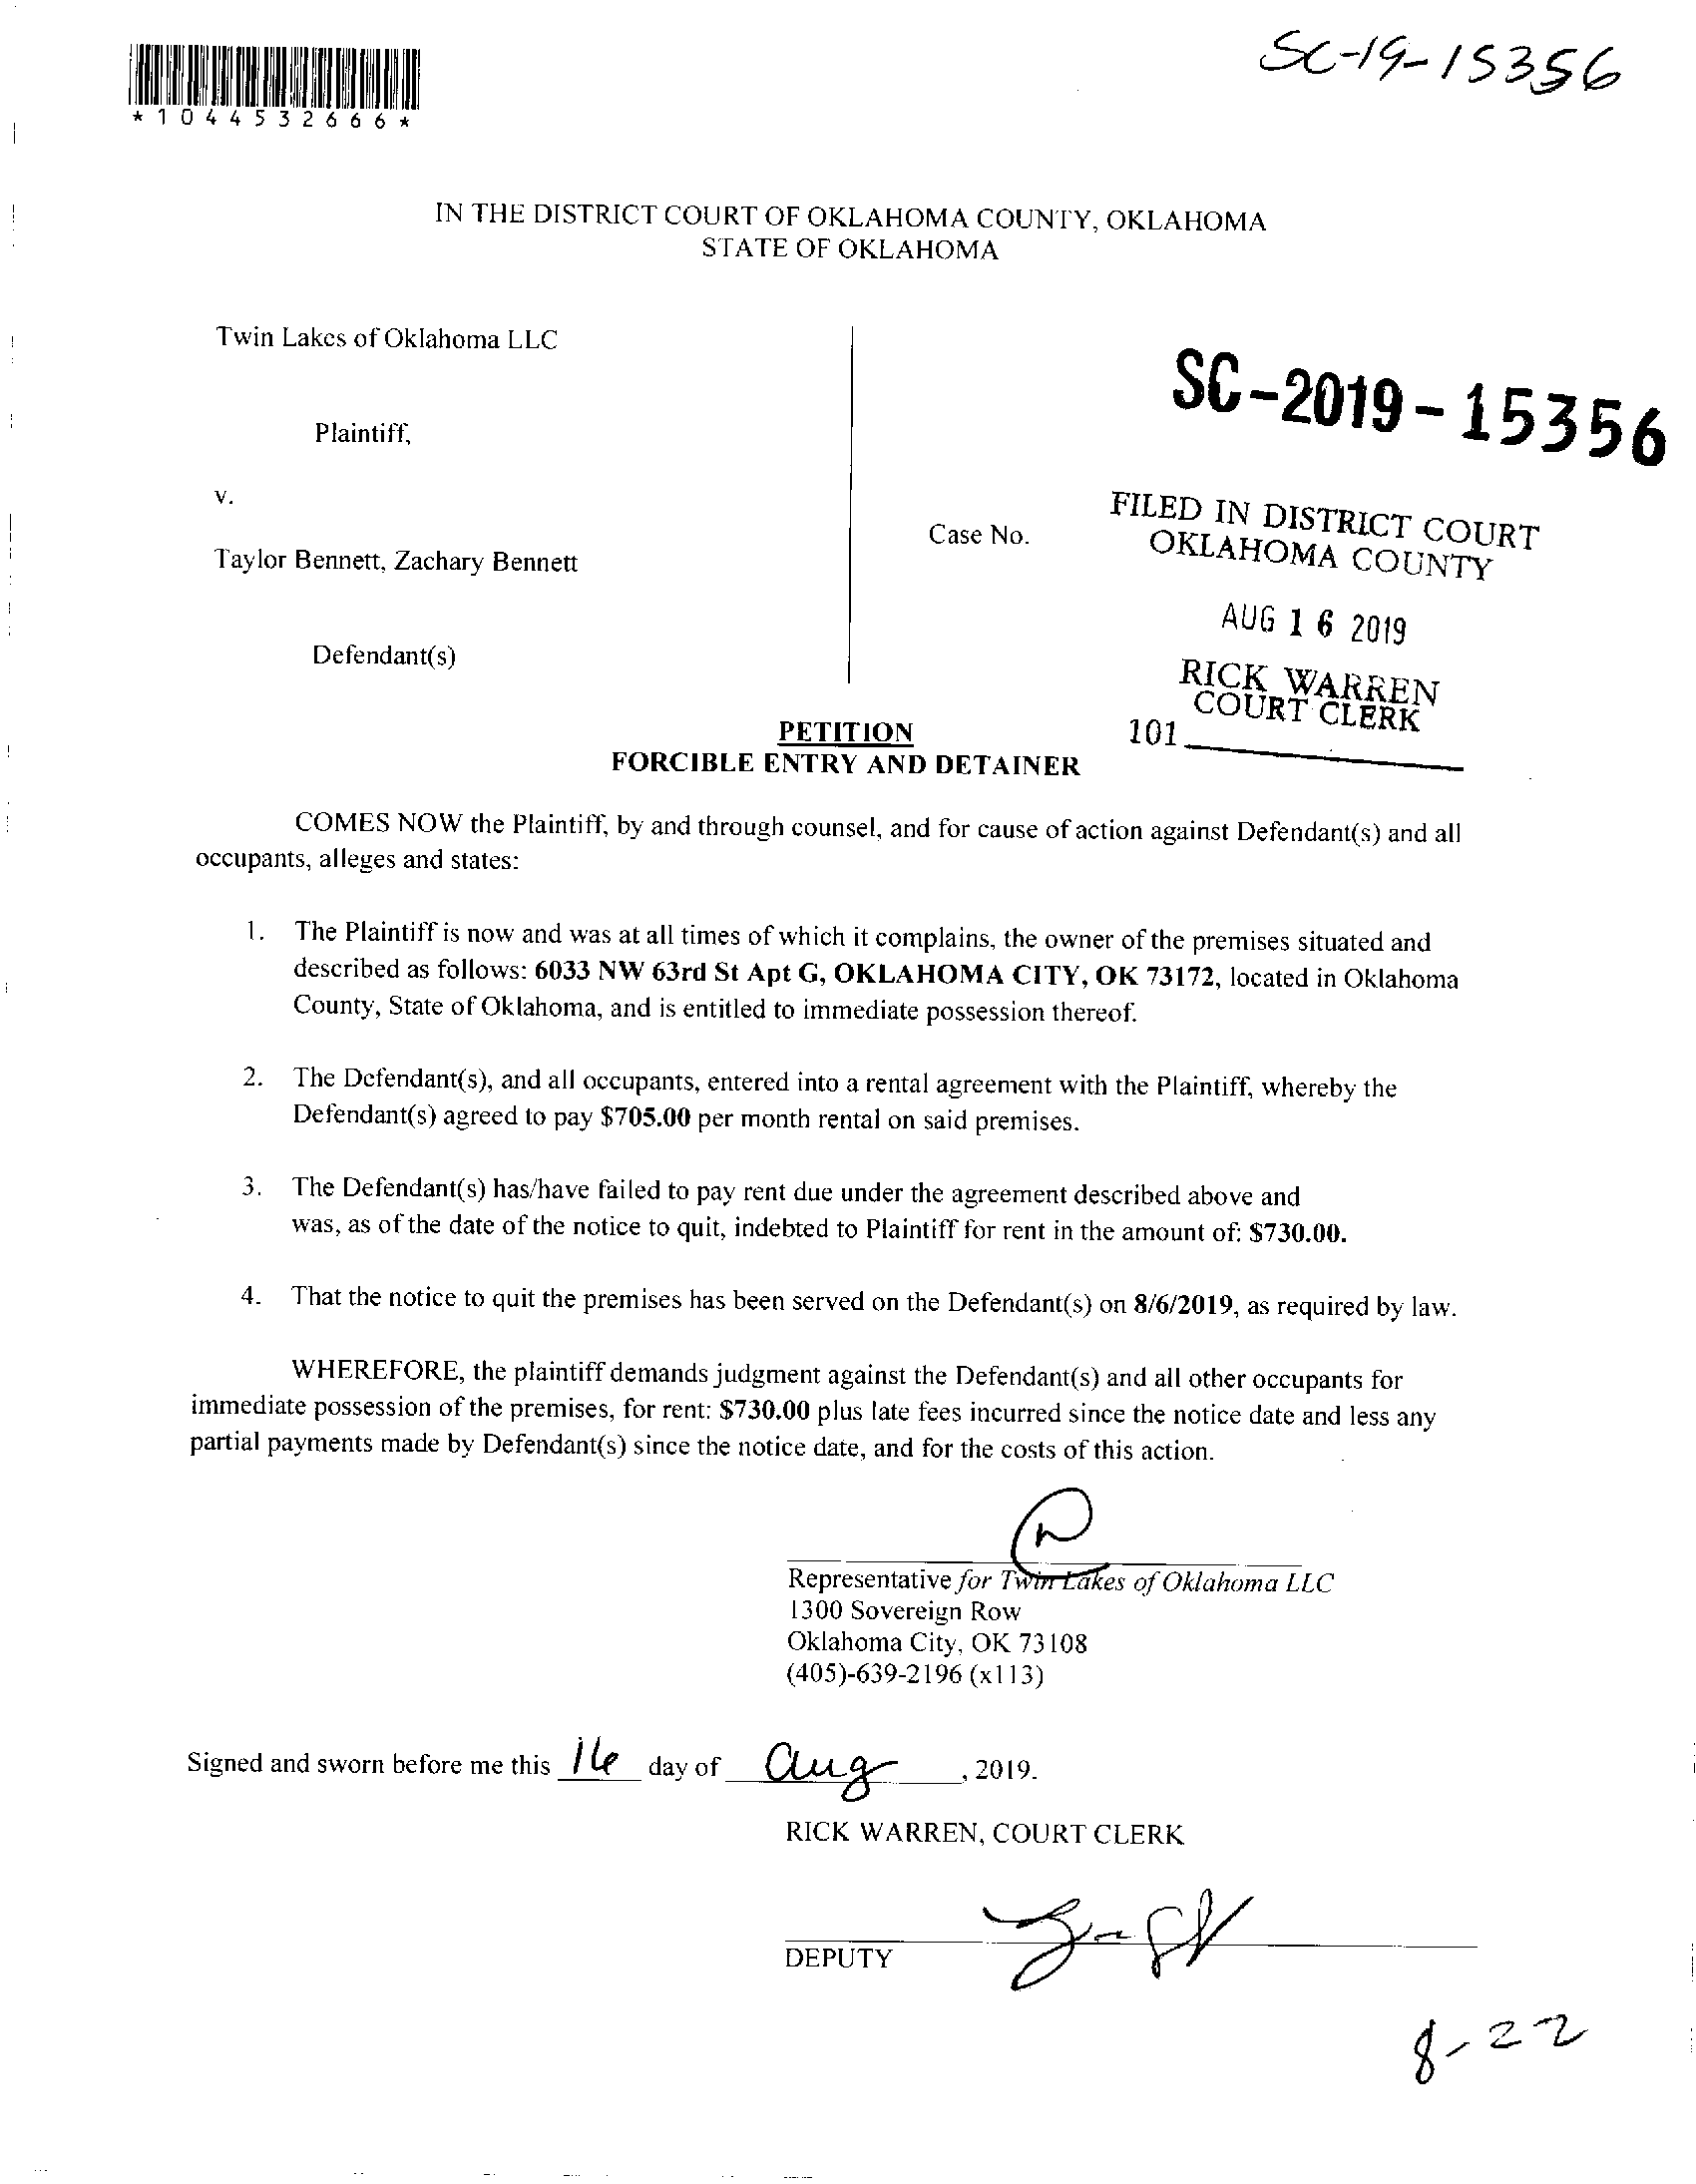 SC-19-15356
*1044532666*
IN THE DISTRICT COURT OF OKLAHOMA COUNTY, OKLAHOMA
STATE OF OKLAHOMA
Twin Lakes of Oklahoma LLC
Plaintiff,
v.
Taylor Bennett, Zachary Bennett
Defendant(s)
SC-2019-15356
Case No.
FILED IN DISTRICT COURT
OKLAHOMA COUNTY
AUG 16 2019
RICK WARREN
COURT CLERK
101
PETITION
FORCIBLE ENTRY AND DETAINER
COMES NOW the Plaintiff, by and through counsel, and for cause of action against Defendant(s) and all
occupants, alleges and states:
1. The Plaintiff is now and was at all times of which it complains, the owner of the premises situated and
described as follows: 6033 NW 63rd St Apt G, OKLAHOMA CITY, OK 73172, located in Oklahoma
County, State of Oklahoma, and is entitled to immediate possession thereof.
2. The Defendant(s), and all occupants, entered into a rental agreement with the Plaintiff, whereby the
Defendant(s) agreed to pay $705.00 per month rental on said premises.
3. The Defendant(s) has/have failed to pay rent due under the agreement described above and
was, as of the date of the notice to quit, indebted to Plaintiff for rent in the amount of: $730.00.
4. That the notice to quit the premises has been served on the Defendant(s) on 8/6/2019, as required by law.
WHEREFORE, the plaintiff demands judgment against the Defendant(s) and all other occupants for
immediate possession of the premises, for rent: $730.00 plus late fees incurred since the notice date and less any
partial payments made by Defendant(s) since the notice date, and for the costs of this action.
Representative for Twin Lakes of Oklahoma LLC
1300 Sovereign Row
Oklahoma City, OK 73108
(405)-639-2196 (x113)
Signed and sworn before me this 16 day of Aug, 2019.
RICK WARREN, COURT CLERK
DEPUTY
8-22